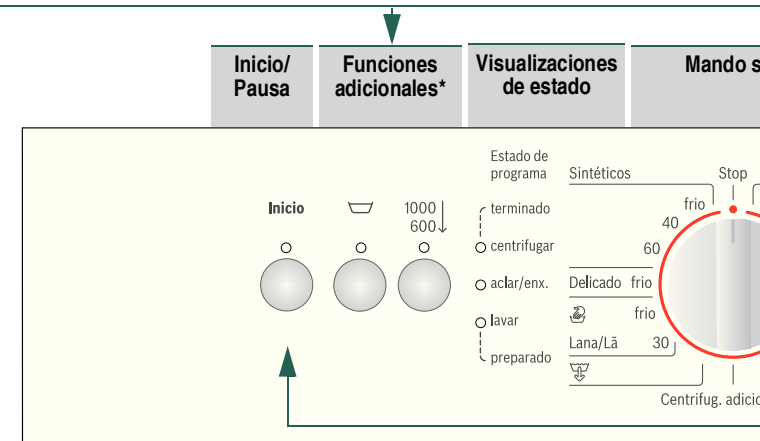 Inicio/
Pausa
Funciones
adicionales*
Visualizaciones
de estado
Mando s
Estado de
programa
Inicio
1000
600
terminado
centrifugar
aclar/enx.
lavar
preparado
Sintéticos
Stop
frio
40
60
Delicado frio
frio
Lana/Lã 30
Centrifug. adicio